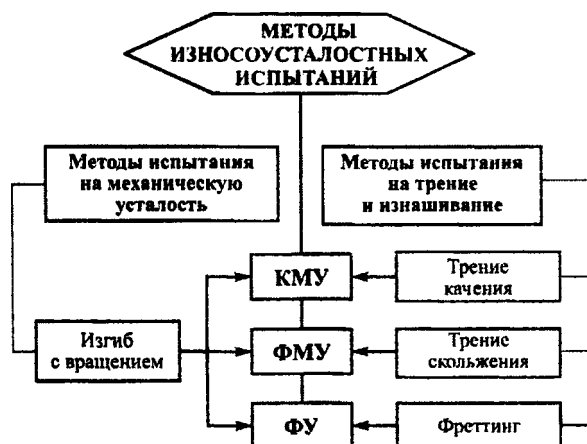 МЕТОДЫ
ИЗНОСОУСТАЛОСТНЫХ
ИСПЫТАНИЙ
Методы испытания
на механическую
усталость
Методы испытания
на трение
и изнашивание
КМУ
Трение
качения
Изгиб
с вращением
ФМУ
Трение
скольжения
ФУ
Фреттинг